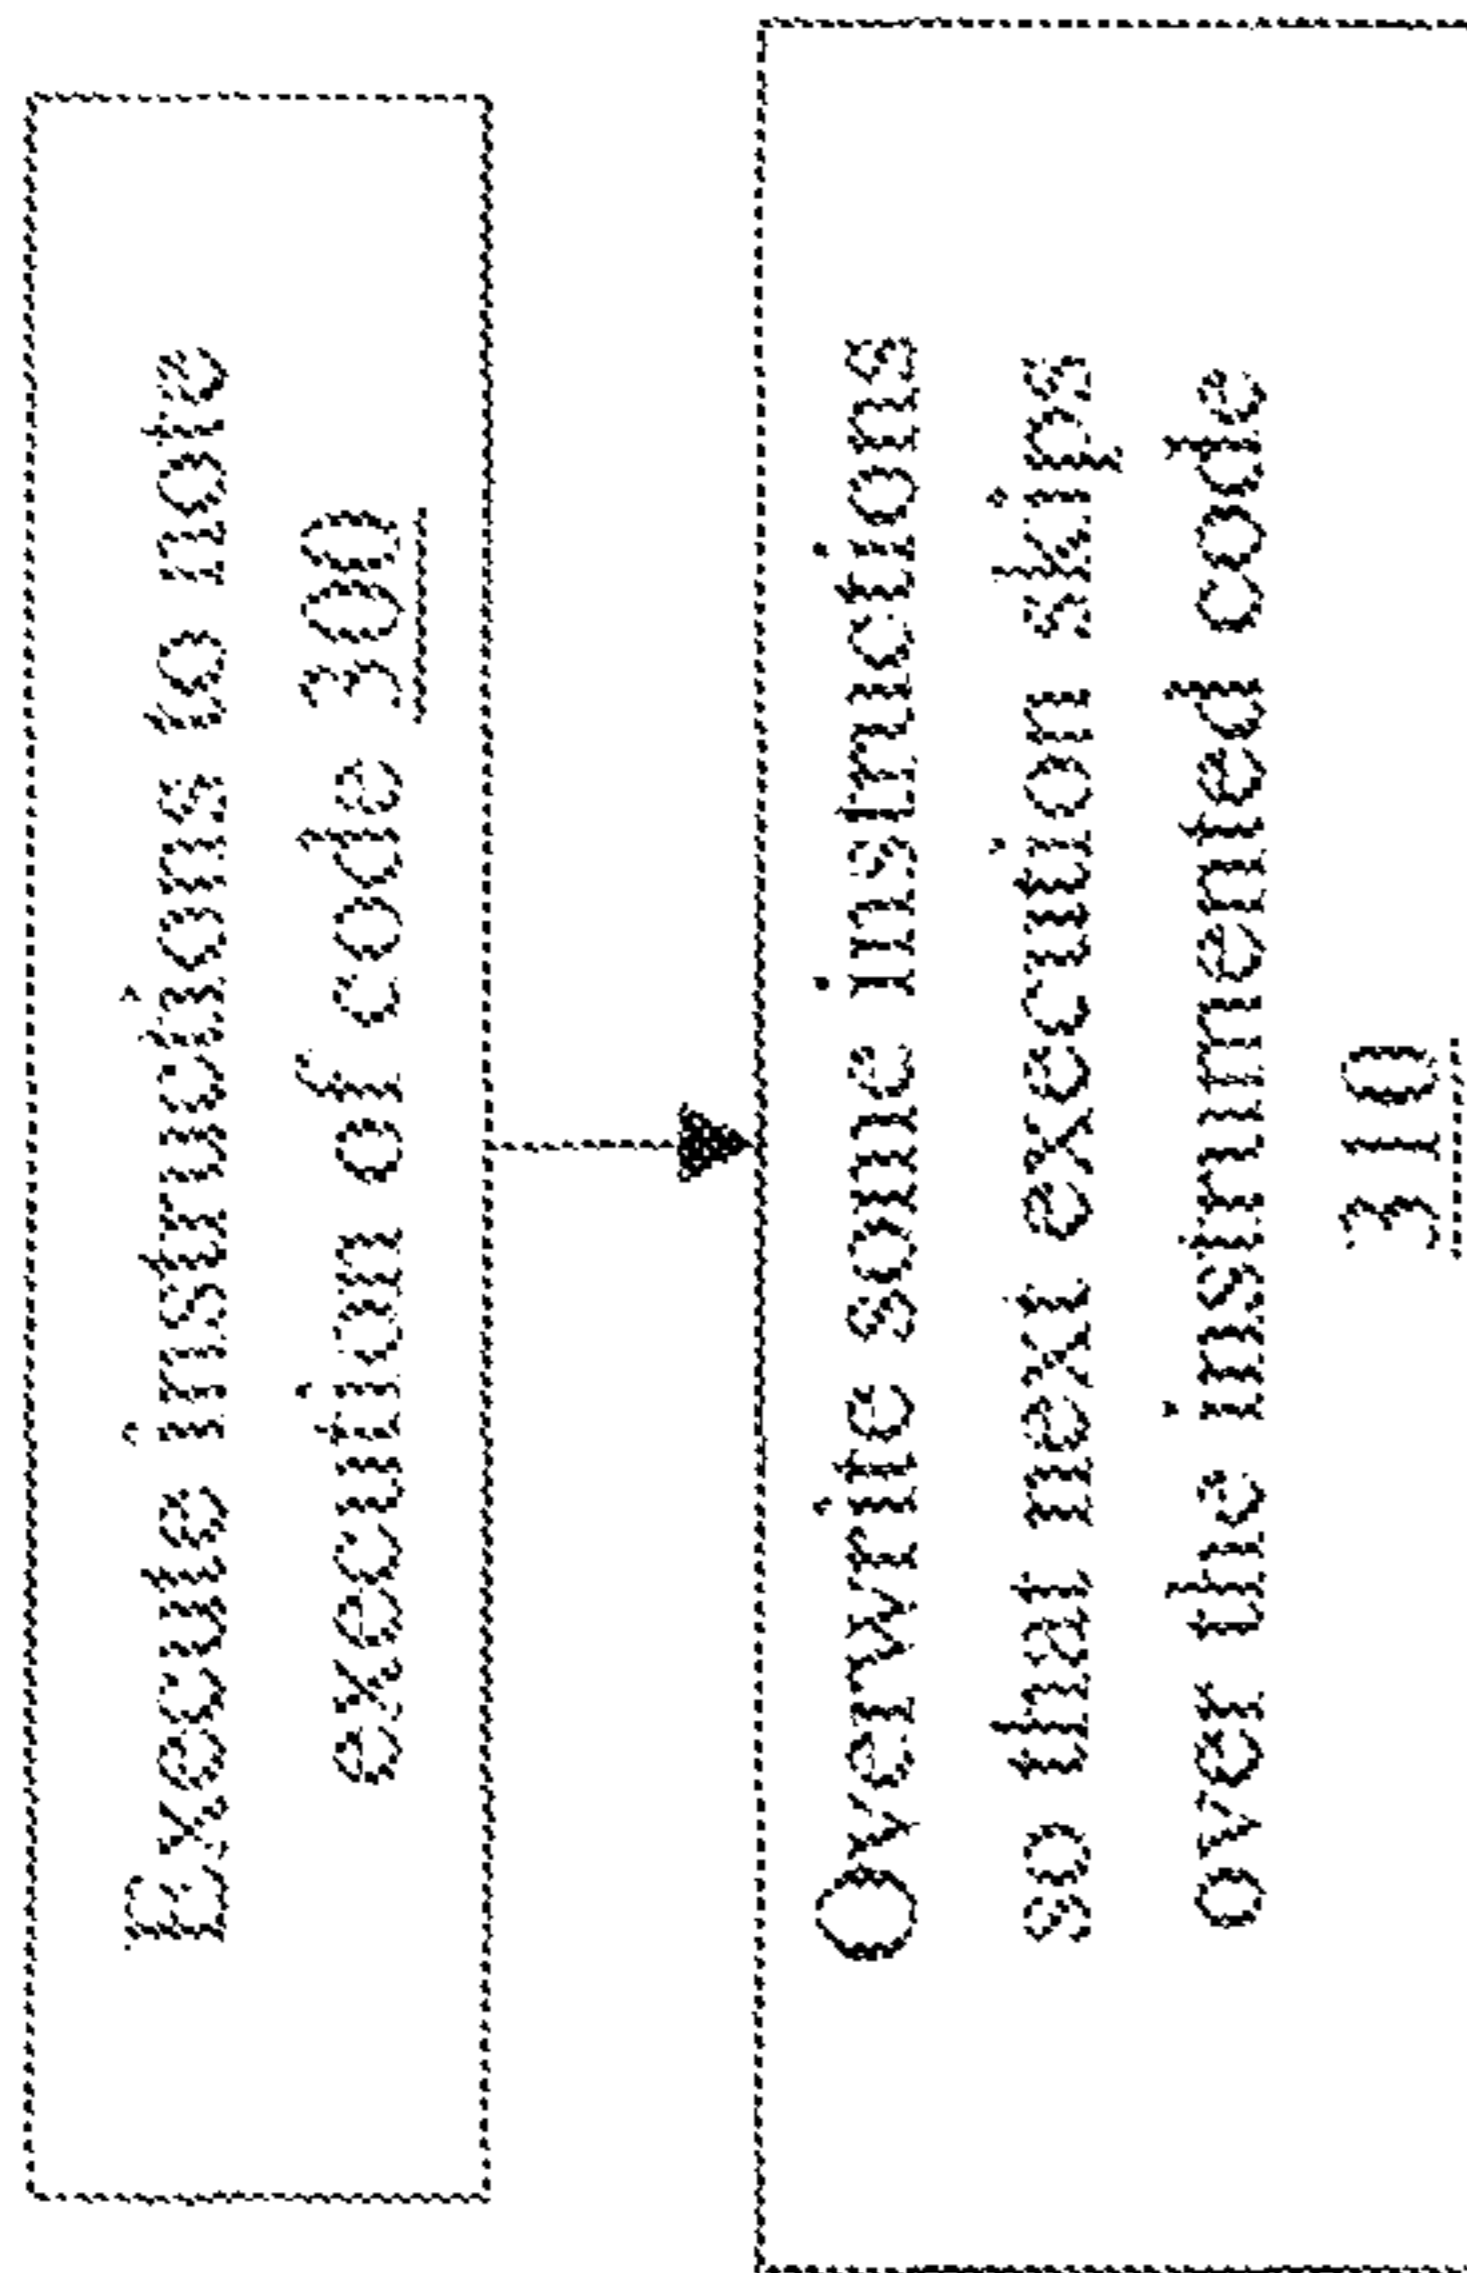 Execute instructions to note
execution of code 300
Overwrite some instructions
so that next execution skips
over the instrumented code
310